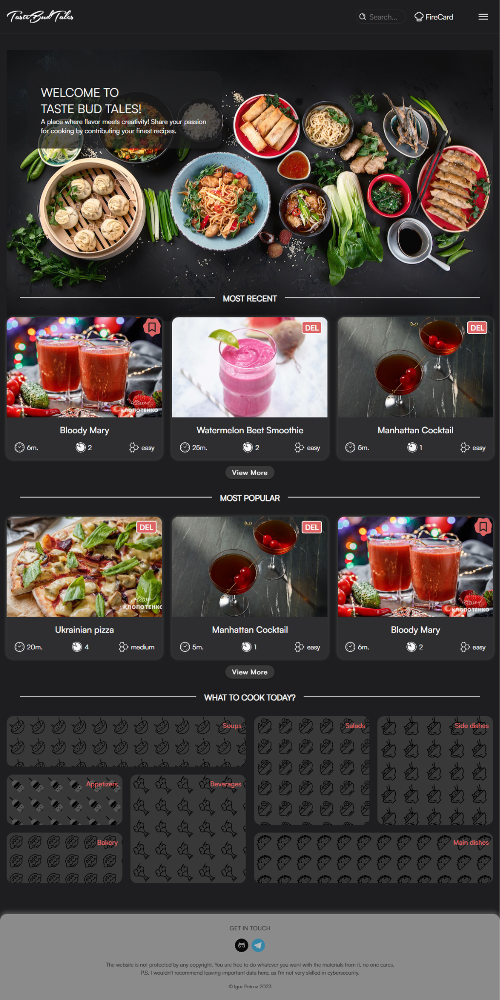 Taste Bud Tales
Search...
FireCard
WELCOME TO
TASTE BUD TALES!
A place where flavor meets creativity! Share your passion
for cooking by contributing your finest recipes.
MOST RECENT
DEL
DEL
КЛОПОТЕНКО
Bloody Mary
Watermelon Beet Smoothie
Manhattan Cocktail
6m. 2 easy
25m. 2 easy
5m. 1 easy
View More
MOST POPULAR
DEL
DEL
КЛОПОТЕНКО
КЛОПОТЕНКО
Ukrainian pizza
Manhattan Cocktail
Bloody Mary
20m. 4 medium
5m. 1 easy
6m. 2 easy
View More
WHAT TO COOK TODAY?
Soups
Salads
Side dishes
Appetizers
Beverages
Bakery
Main dishes
GET IN TOUCH
The website is not protected by any copyright. You are free to do whatever you want with the materials from it, no one cares.
P.S. I wouldn't recommend leaving important data here, as I'm not very skilled in cybersecurity.
© Igor Petrov 2023